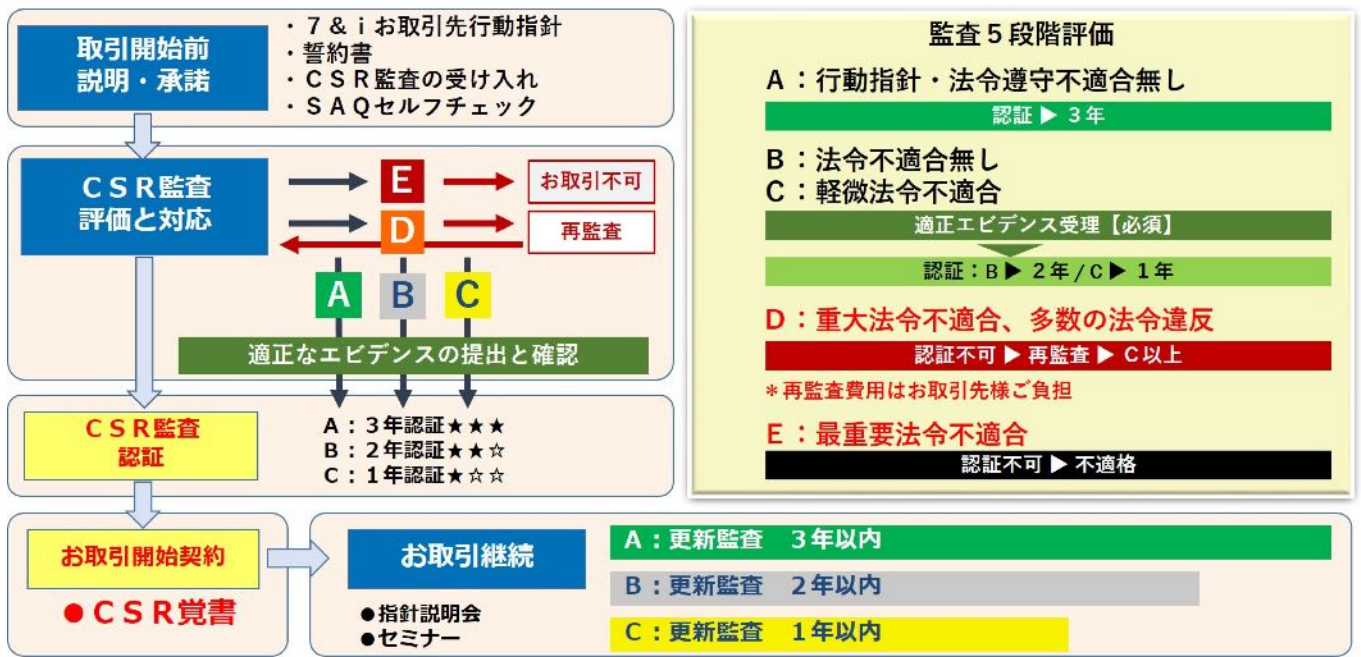 取引開始前
説明・承諾
・７＆ｉお取引先行動指針
・誓約書
・ＣＳＲ監査の受け入れ
・ＳＡＱセルフチェック
ＣＳＲ監査
評価と対応
E
お取引不可
D
再監査
A
B
C
適正なエビデンスの提出と確認
ＣＳＲ監査
認証
A：３年認証★★★
B：２年認証★★☆
C：１年認証★☆☆
お取引開始契約
●ＣＳＲ覚書
お取引継続
●指針説明会
●セミナー
A：更新監査　３年以内
B：更新監査　２年以内
C：更新監査　１年以内
監査５段階評価
A：行動指針・法令遵守不適合無し
認証▶３年
B：法令不適合無し
C：軽微法令不適合
適正エビデンス受理【必須】
認証：B▶２年/C▶１年
D：重大法令不適合、多数の法令違反
認証不可▶再監査▶C以上
＊再監査費用はお取引先様ご負担
E：最重要法令不適合
認証不可▶不適格